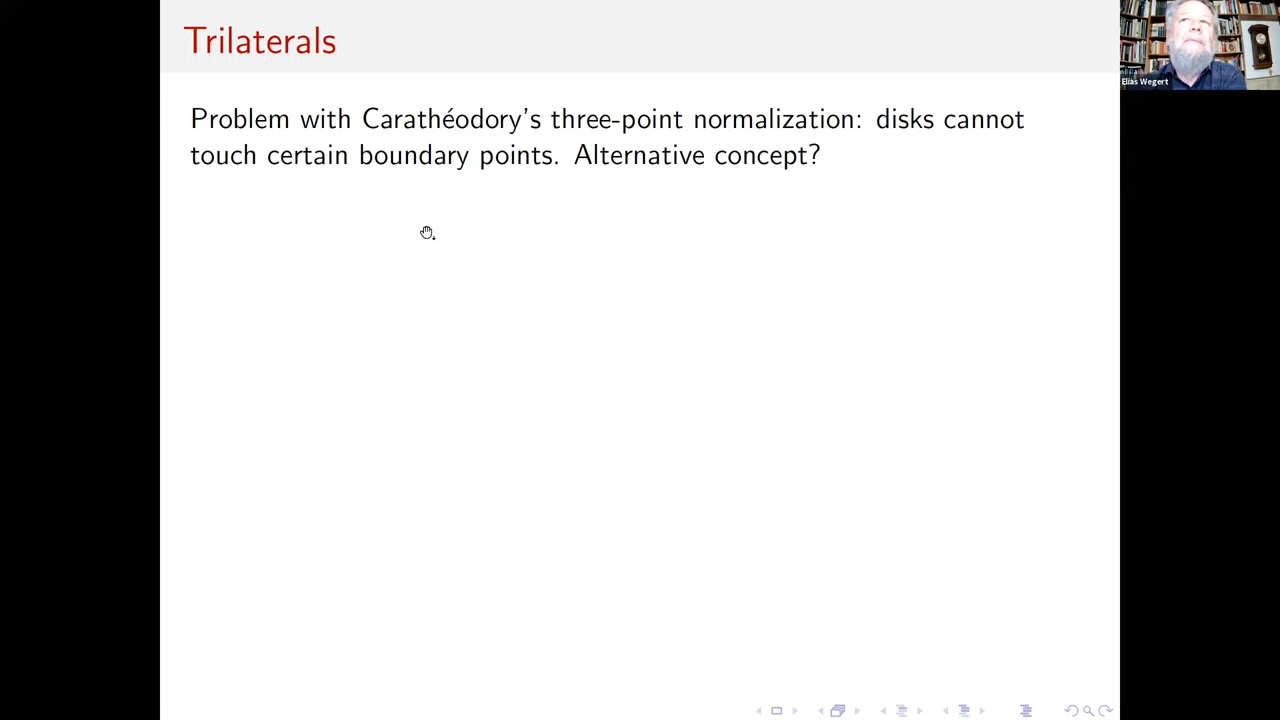 Trilaterals
Elias Wegert
Problem with Carathéodory's three-point normalization: disks cannot
touch certain boundary points. Alternative concept?